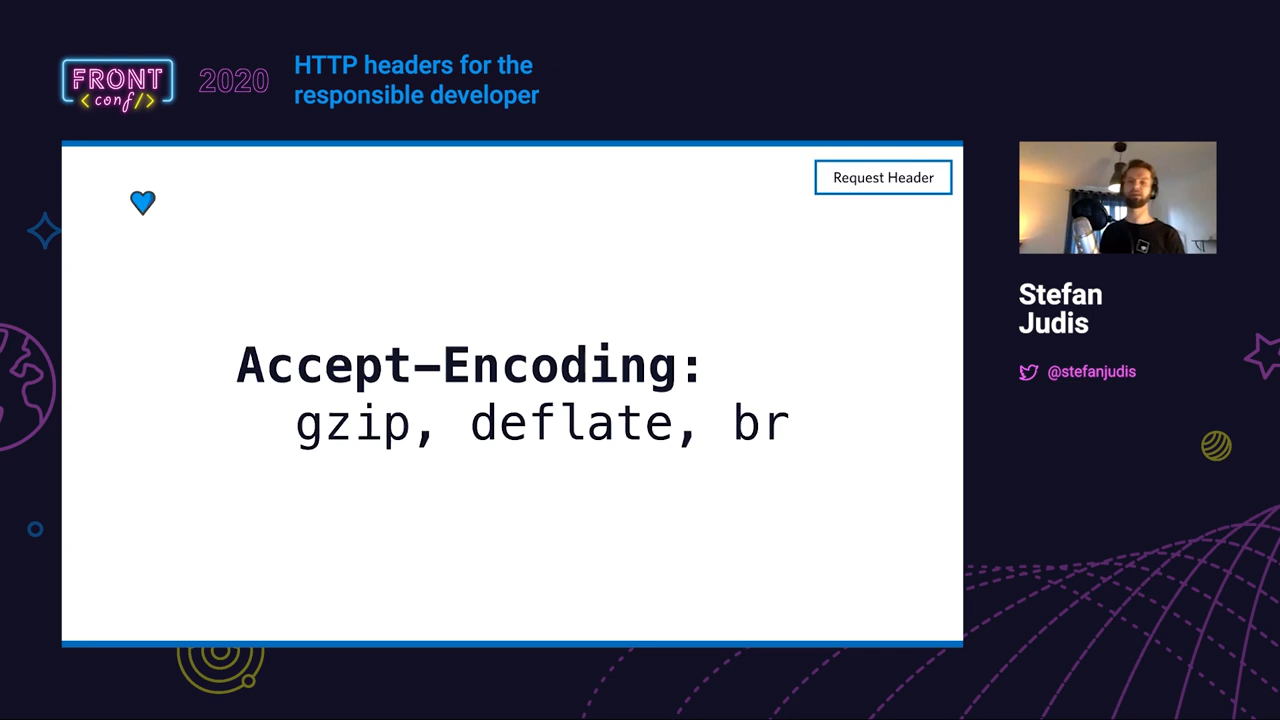 FRONT
<conf/>
2020
HTTP headers for the
responsible developer
Request Header
Accept-Encoding:
gzip, deflate, br
Stefan
Judis
@stefanjudis